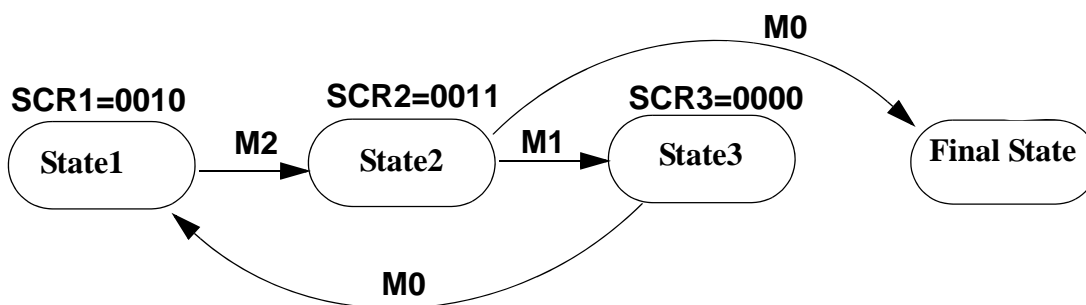 M0
SCR1=0010
SCR2=0011
SCR3=0000
State1
M2
State2
M1
State3
Final State
M0